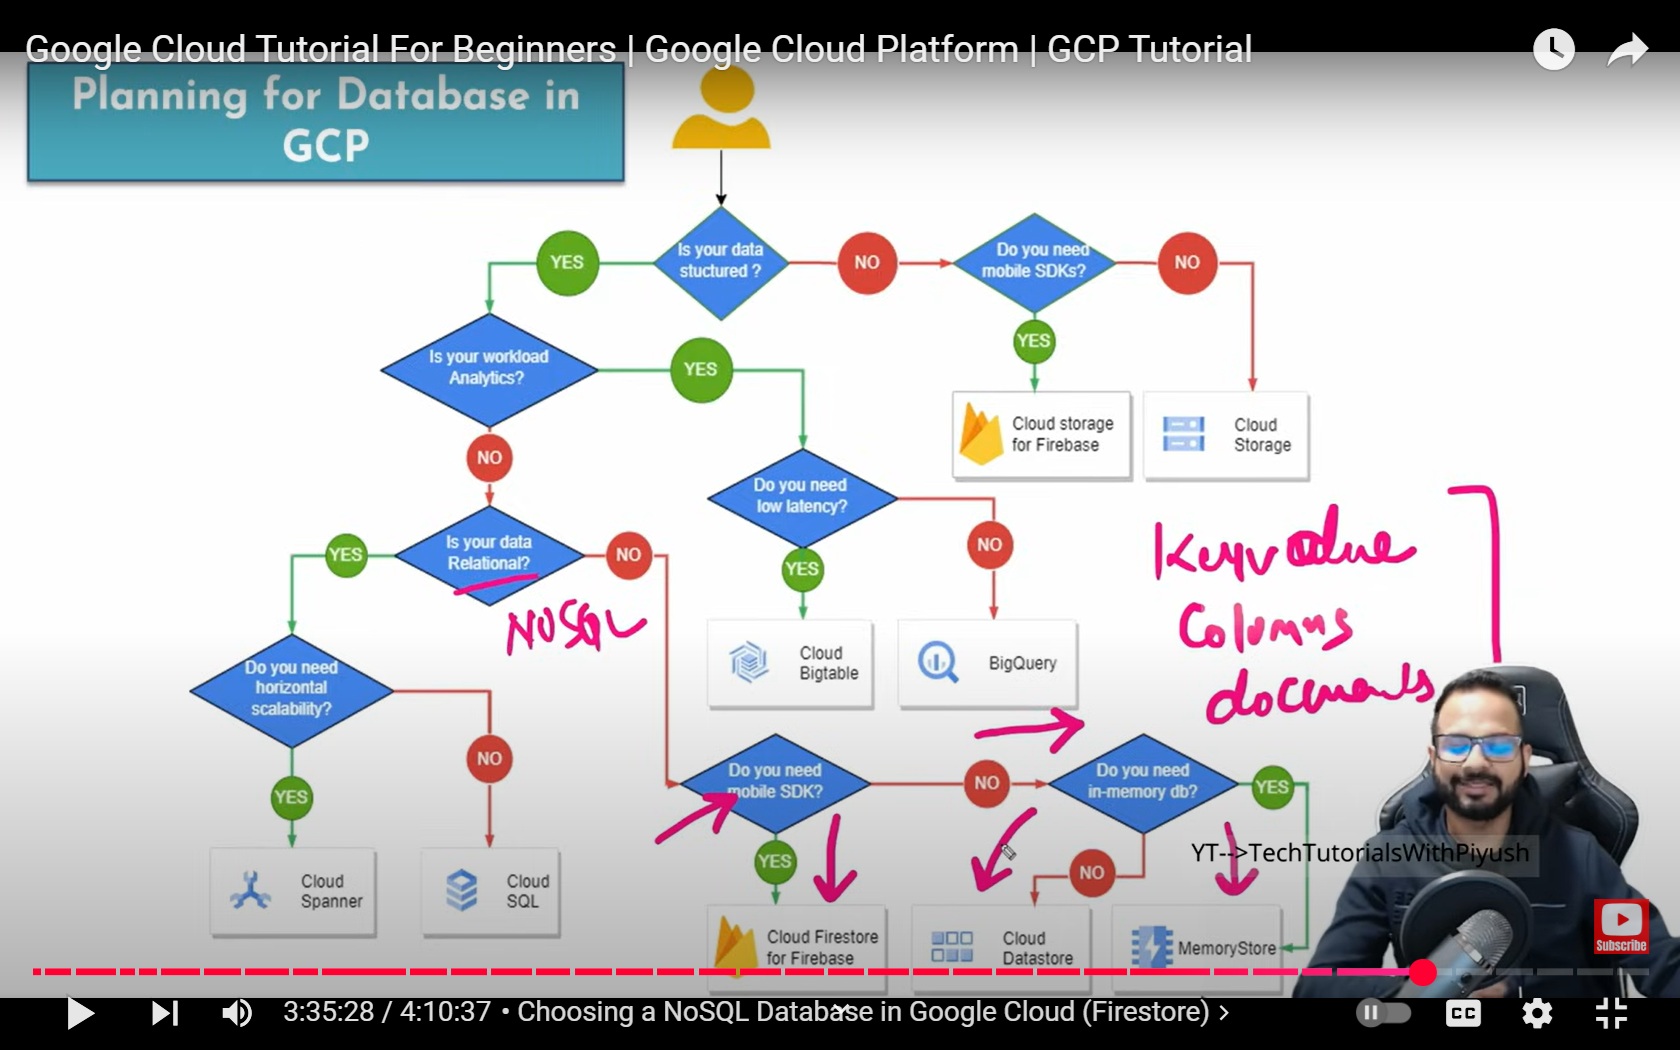 Google Cloud Tutorial For Beginners | Google Cloud Platform | GCP Tutorial
Planning for Database in
GCP
Is your data
stuctured ?
YES
NO
Do you need
mobile SDKs?
NO
YES
Is your workload
Analytics?
YES
Cloud storage
for Firebase
Cloud
Storage
NO
Do you need
low latency?
Is your data
Relational?
YES
NO
NO
YES
Keyvalue
Columns
documents
NoSQL
Cloud
Bigtable
BigQuery
Do you need
horizontal
scalability?
NO
YES
Do you need
mobile SDK?
NO
Do you need
in-memory db?
YES
YES
NO
YT-->TechTutorialsWithPiyush
Cloud
Spanner
Cloud
SQL
Cloud Firestore
for Firebase
Cloud
Datastore
MemoryStore
Subscribe
3:35:28 / 4:10:37 • Choosing a NoSQL Database in Google Cloud (Firestore) >
CC